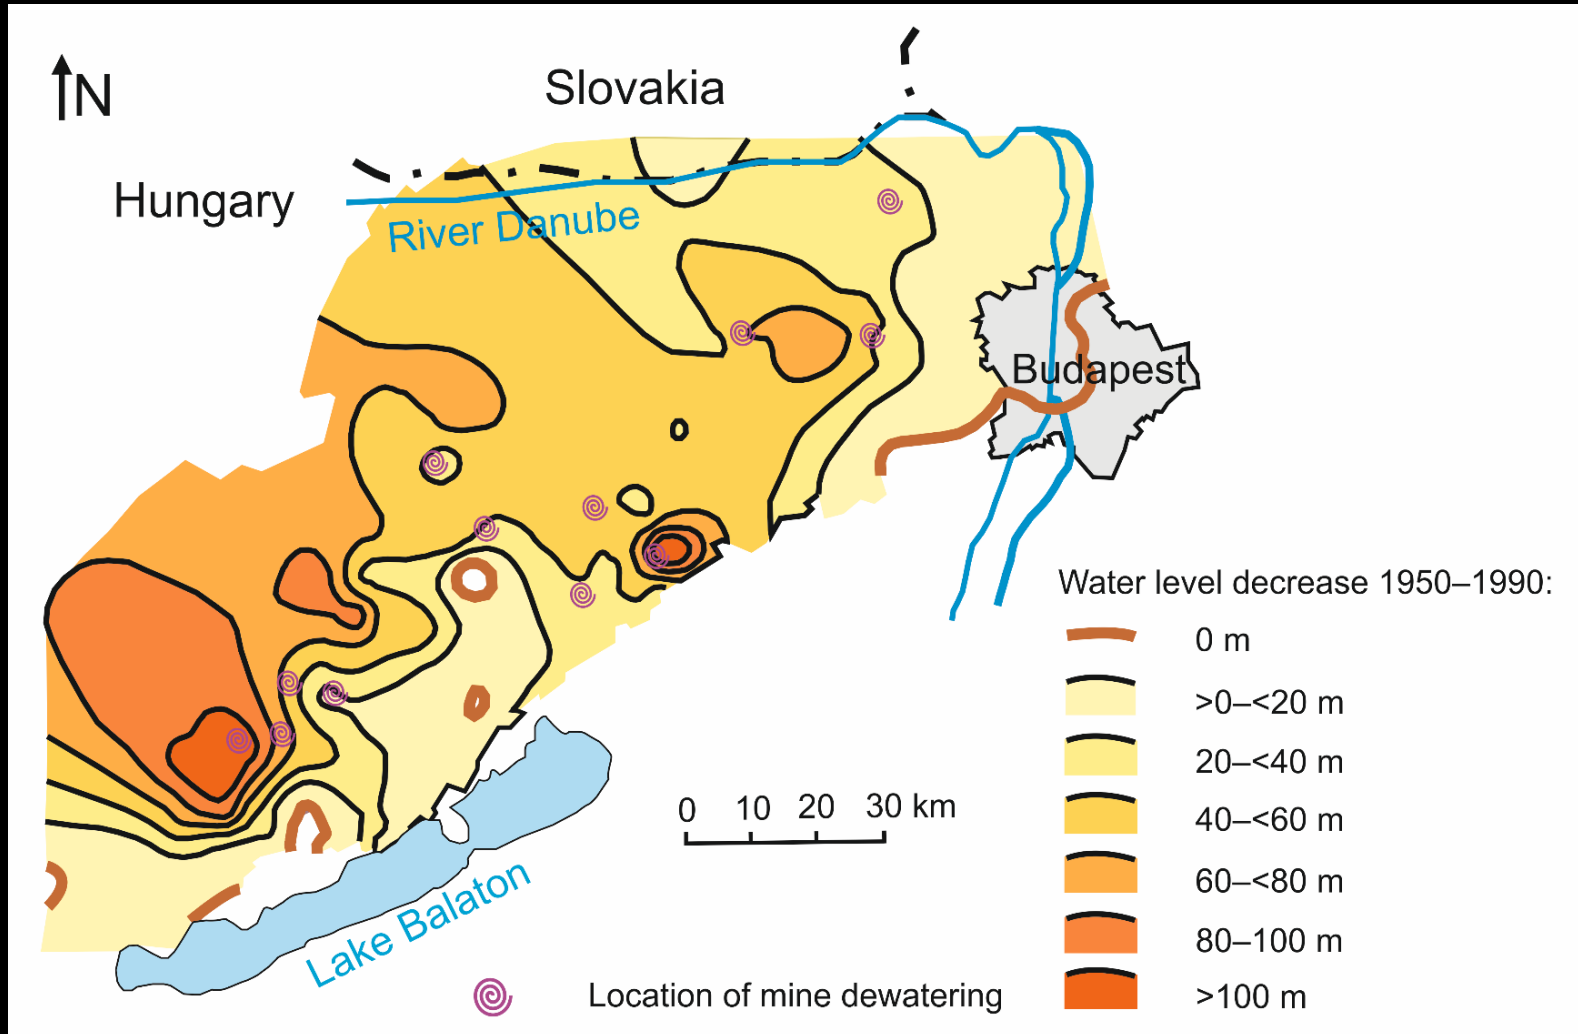 N
Slovakia
Hungary
River Danube
Budapest
Water level decrease 1950–1990:
0 m
>0–<20 m
20–<40 m
40–<60 m
60–<80 m
80–100 m
>100 m
0 10 20 30 km
Lake Balaton
Location of mine dewatering